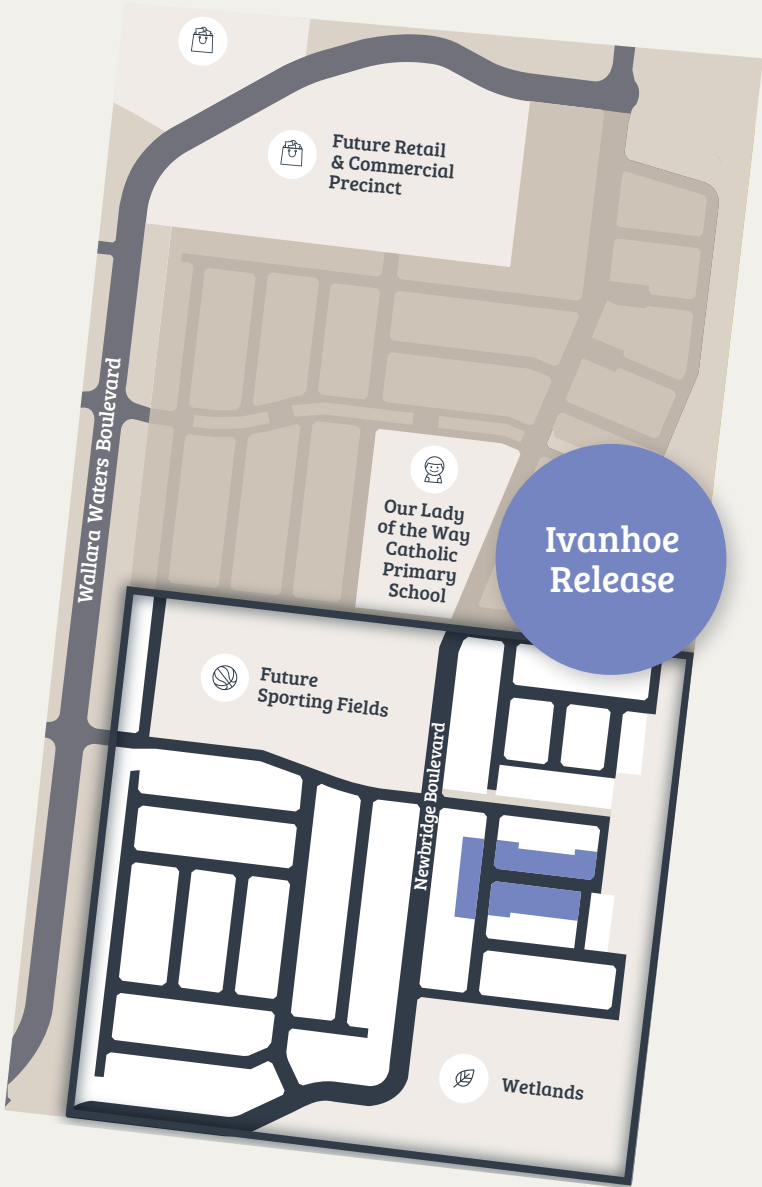 Future Retail
& Commercial
Precinct
Wallara Waters Boulevard
Our Lady
of the Way
Catholic
Primary
School
Ivanhoe
Release
Future
Sporting Fields
Newbridge Boulevard
Wetlands